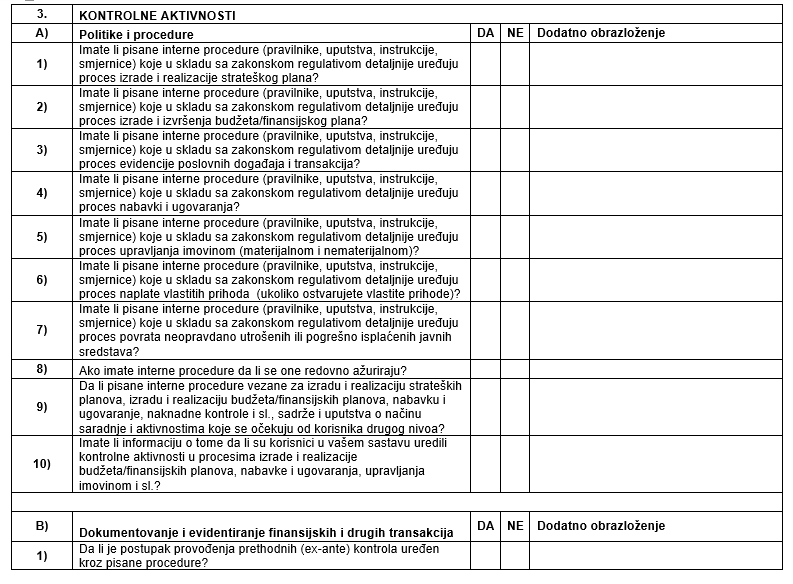 3. KONTROLNE AKTIVNOSTI
A) Politike i procedure DA NE Dodatno obrazloženje
1) Imate li pisane interne procedure (pravilnike, uputstva, instrukcije,
smjernice) koje u skladu sa zakonskom regulativom detaljnije uređuju
proces izrade i realizacije strateškog plana?
2) Imate li pisane interne procedure (pravilnike, uputstva, instrukcije,
smjernice) koje u skladu sa zakonskom regulativom detaljnije uređuju
proces izrade i izvršenja budžeta/finansijskog plana?
3) Imate li pisane interne procedure (pravilnike, uputstva, instrukcije,
smjernice) koje u skladu sa zakonskom regulativom detaljnije uređuju
proces evidencije poslovnih događaja i transakcija?
4) Imate li pisane interne procedure (pravilnike, uputstva, instrukcije,
smjernice) koje u skladu sa zakonskom regulativom detaljnije uređuju
proces nabavki i ugovaranja?
5) Imate li pisane interne procedure (pravilnike, uputstva, instrukcije,
smjernice) koje u skladu sa zakonskom regulativom detaljnije uređuju
proces upravljanja imovinom (materijalnom i nematerijalnom)?
6) Imate li pisane interne procedure (pravilnike, uputstva, instrukcije,
smjernice) koje u skladu sa zakonskom regulativom detaljnije uređuju
proces naplate vlastitih prihoda (ukoliko ostvarujete vlastite prihode)?
7) Imate li pisane interne procedure (pravilnike, uputstva, instrukcije,
smjernice) koje u skladu sa zakonskom regulativom detaljnije uređuju
proces povrata neopravdano utrošenih ili pogrešno isplaćenih javnih
sredstava?
8) Ako imate interne procedure da li se one redovno ažuriraju?
9) Da li pisane interne procedure vezane za izradu i realizaciju strateških
planova, izradu i realizaciju budžeta/finansijskih planova, nabavku i
ugovaranje, naknadne kontrole i sl., sadrže i uputstva o načinu
saradnje i aktivnostima koje se očekuju od korisnika drugog nivoa?
10) Imate li informaciju o tome da li su korisnici u vašem sastavu uredili
kontrolne aktivnosti u procesima izrade i realizacije
budžeta/finansijskih planova, nabavke i ugovaranja, upravljanja
imovinom i sl.?
B) Dokumentovanje i evidentiranje finansijskih i drugih transakcija DA NE Dodatno obrazloženje
1) Da li je postupak provođenja prethodnih (ex-ante) kontrola uređen
kroz pisane procedure?